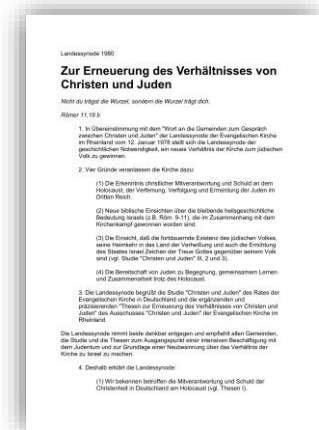 Landessynode 1980
Zur Erneuerung des Verhältnisses von
Christen und Juden
Nicht du trägst die Wurzel, sondern die Wurzel trägt dich.
Römer 11,18 b
1. In Übereinstimmung mit dem "Wort an die Gemeinden zum Gespräch
zwischen Christen und Juden" der Landessynode der Evangelischen Kirche
im Rheinland vom 12. Januar 1978 stellt sich die Landessynode der
geschichtlichen Notwendigkeit, ein neues Verhältnis der Kirche zum jüdischen
Volk zu gewinnen.
2. Vier Gründe veranlassen die Kirche dazu:
(1) Die Erkenntnis christlicher Mitverantwortung und Schuld an dem
Holocaust, der Verfemung, Verfolgung und Ermordung der Juden im
Dritten Reich.
(2) Neue biblische Einsichten über die bleibende heilsgeschichtliche
Bedeutung Israels (z.B. Röm. 9-11), die im Zusammenhang mit dem
Kirchenkampf gewonnen worden sind.
(3) Die Einsicht, daß die fortdauernde Existenz des jüdischen Volkes,
seine Heimkehr in das Land der Verheißung und auch die Errichtung
des Staates Israel Zeichen der Treue Gottes gegenüber seinem Volk
sind (vgl. Studie "Christen und Juden" III, 2 und 3).
(4) Die Bereitschaft von Juden zu Begegnung, gemeinsamem Lernen
und Zusammenarbeit trotz des Holocaust.
3. Die Landessynode begrüßt die Studie "Christen und Juden" des Rates der
Evangelischen Kirche in Deutschland und die ergänzenden und
präzisierenden "Thesen zur Erneuerung des Verhältnisses von Christen und
Juden" des Ausschusses "Christen und Juden" der Evangelischen Kirche im
Rheinland.
Die Landessynode nimmt beide dankbar entgegen und empfiehlt allen Gemeinden,
die Studie und die Thesen zum Ausgangspunkt einer intensiven Beschäftigung mit
dem Judentum und zur Grundlage einer Neubesinnung über das Verhältnis der
Kirche zu Israel zu machen.
4. Deshalb erklärt die Landessynode:
(1) Wir bekennen betroffen die Mitverantwortung und Schuld der
Christenheit in Deutschland am Holocaust (vgl. Thesen I).